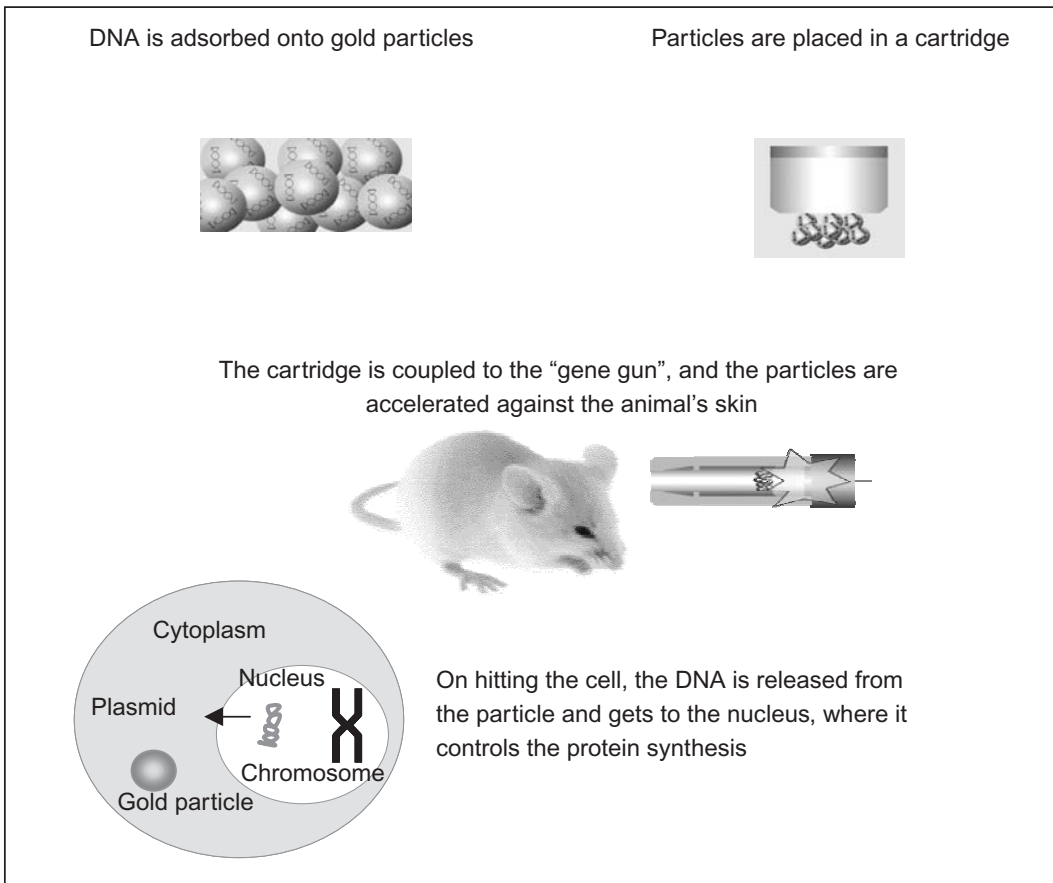 DNA is adsorbed onto gold particles
Particles are placed in a cartridge
The cartridge is coupled to the “gene gun”, and the particles are
accelerated against the animal’s skin
Cytoplasm
Nucleus
Plasmid
Chromosome
Gold particle
On hitting the cell, the DNA is released from
the particle and gets to the nucleus, where it
controls the protein synthesis